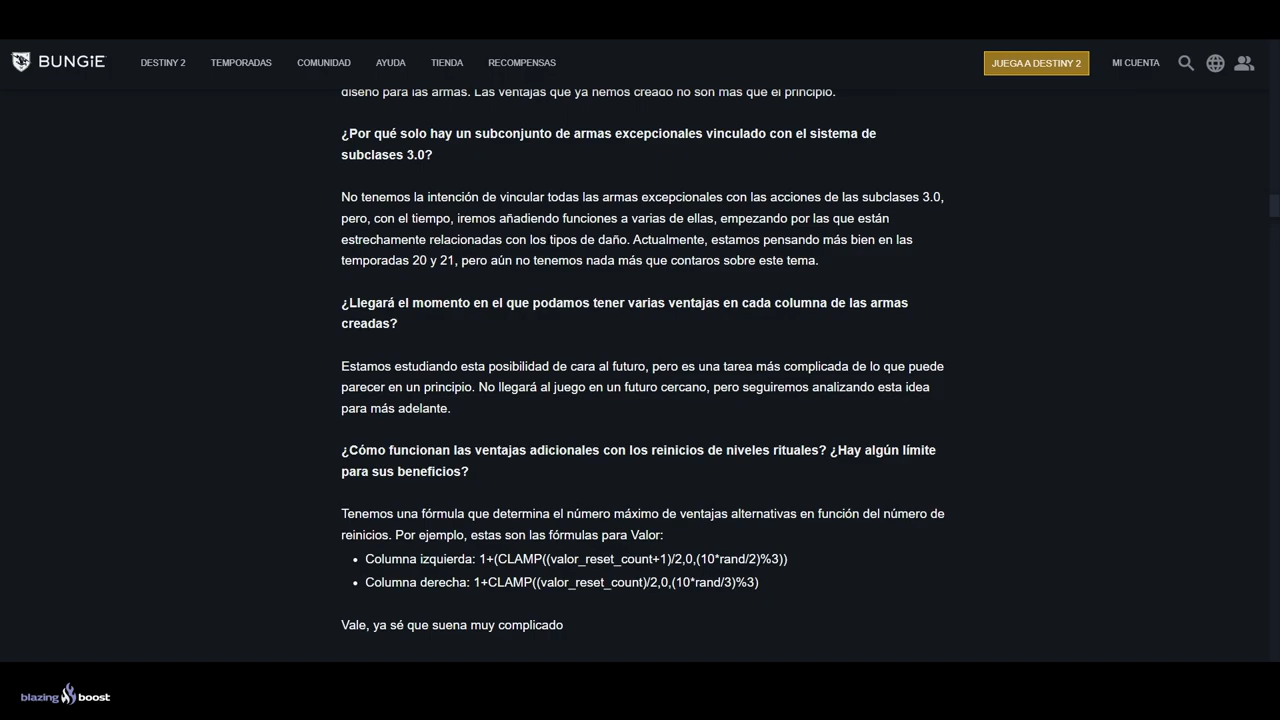 BUNGiE
DESTINY 2
TEMPORADAS
COMUNIDAD
AYUDA
TIENDA
RECOMPENSAS
JUEGA A DESTINY 2
MI CUENTA
diseño para las armas. Las ventajas que ya hemos creado no son más que el principio.
¿Por qué solo hay un subconjunto de armas excepcionales vinculado con el sistema de
subclases 3.0?
No tenemos la intención de vincular todas las armas excepcionales con las acciones de las subclases 3.0,
pero, con el tiempo, iremos añadiendo funciones a varias de ellas, empezando por las que están
estrechamente relacionadas con los tipos de daño. Actualmente, estamos pensando más bien en las
temporadas 20 y 21, pero aún no tenemos nada más que contaros sobre este tema.
¿Llegará el momento en el que podamos tener varias ventajas en cada columna de las armas
creadas?
Estamos estudiando esta posibilidad de cara al futuro, pero es una tarea más complicada de lo que puede
parecer en un principio. No llegará al juego en un futuro cercano, pero seguiremos analizando esta idea
para más adelante.
¿Cómo funcionan las ventajas adicionales con los reinicios de niveles rituales? ¿Hay algún límite
para sus beneficios?
Tenemos una fórmula que determina el número máximo de ventajas alternativas en función del número de
reinicios. Por ejemplo, estas son las fórmulas para Valor:
• Columna izquierda: 1+(CLAMP((valor_reset_count+1)/2,0,(10*rand/2)%3))
• Columna derecha: 1+CLAMP((valor_reset_count)/2,0,(10*rand/3)%3)
Vale, ya sé que suena muy complicado
blazing boost